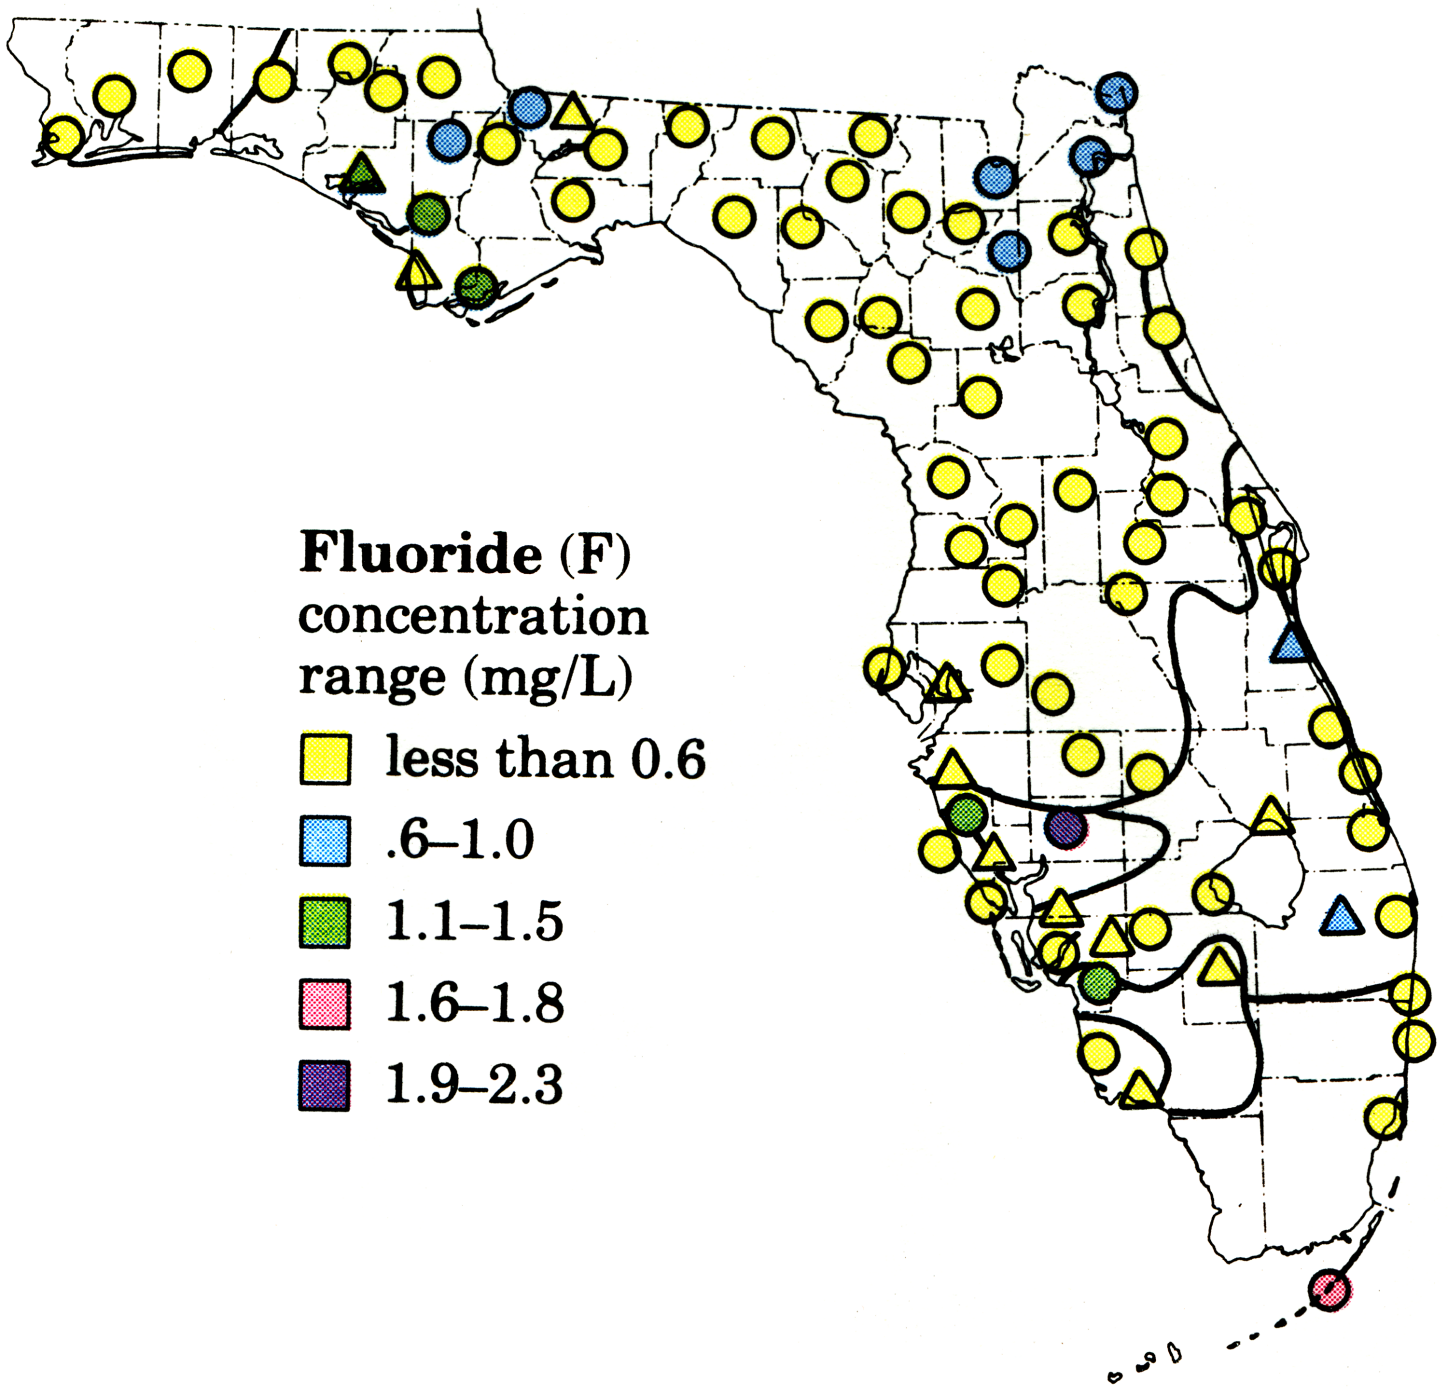 Fluoride (F)
concentration
range (mg/L)
less than 0.6
.6–1.0
1.1–1.5
1.6–1.8
1.9–2.3